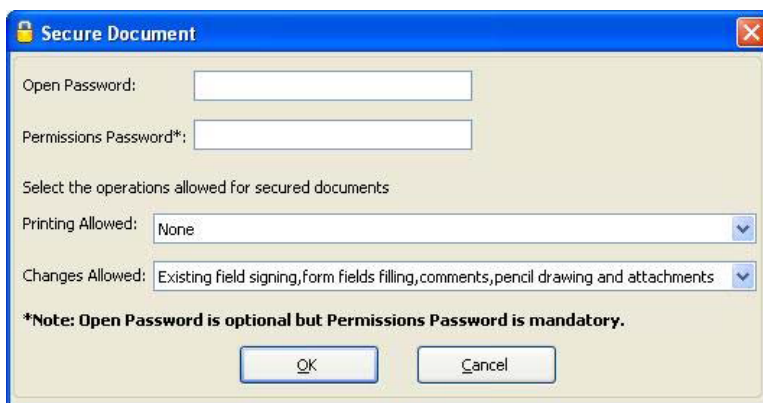 Secure Document
Open Password:
Permissions Password*:
Select the operations allowed for secured documents
Printing Allowed: None
Changes Allowed: Existing field signing,form fields filling,comments,pencil drawing and attachments
*Note: Open Password is optional but Permissions Password is mandatory.
OK Cancel